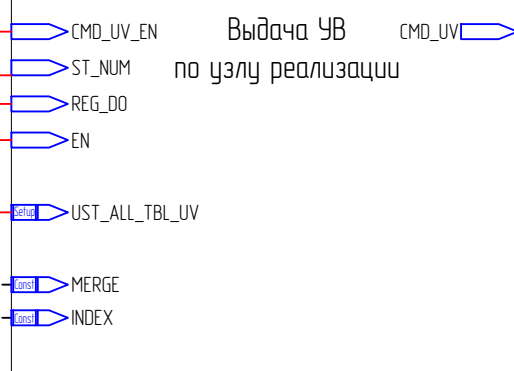 CMD_UV_EN
Выдача УВ
CMD_UV
ST_NUM
по узлу реализации
REG_DO
EN
Setup
UST_ALL_TBL_UV
Const
MERGE
Const
INDEX